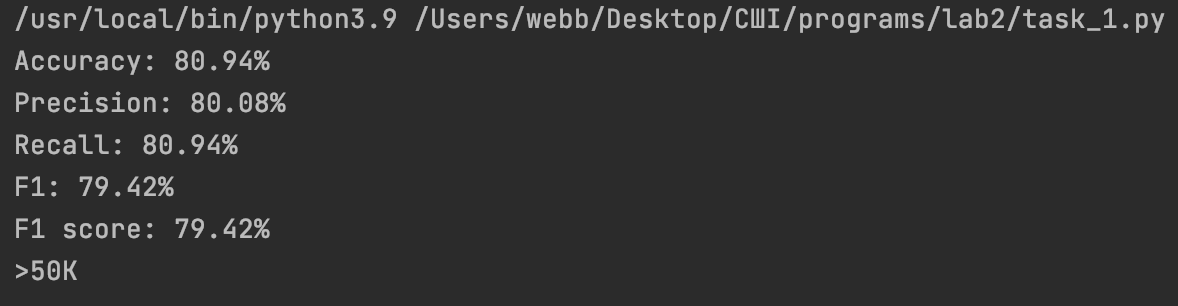 /usr/local/bin/python3.9 /Users/webb/Desktop/СШІ/programs/lab2/task_1.py
Accuracy: 80.94%
Precision: 80.08%
Recall: 80.94%
F1: 79.42%
F1 score: 79.42%
>50K